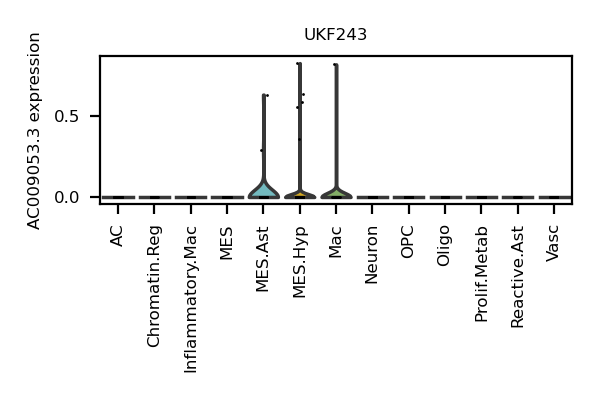 UKF243
AC009053.3 expression
0.5
0.0
AC
Chromatin.Reg
Inflammatory.Mac
MES
MES.Ast
MES.Hyp
Mac
Neuron
OPC
Oligo
Prolif.Metab
Reactive.Ast
Vasc